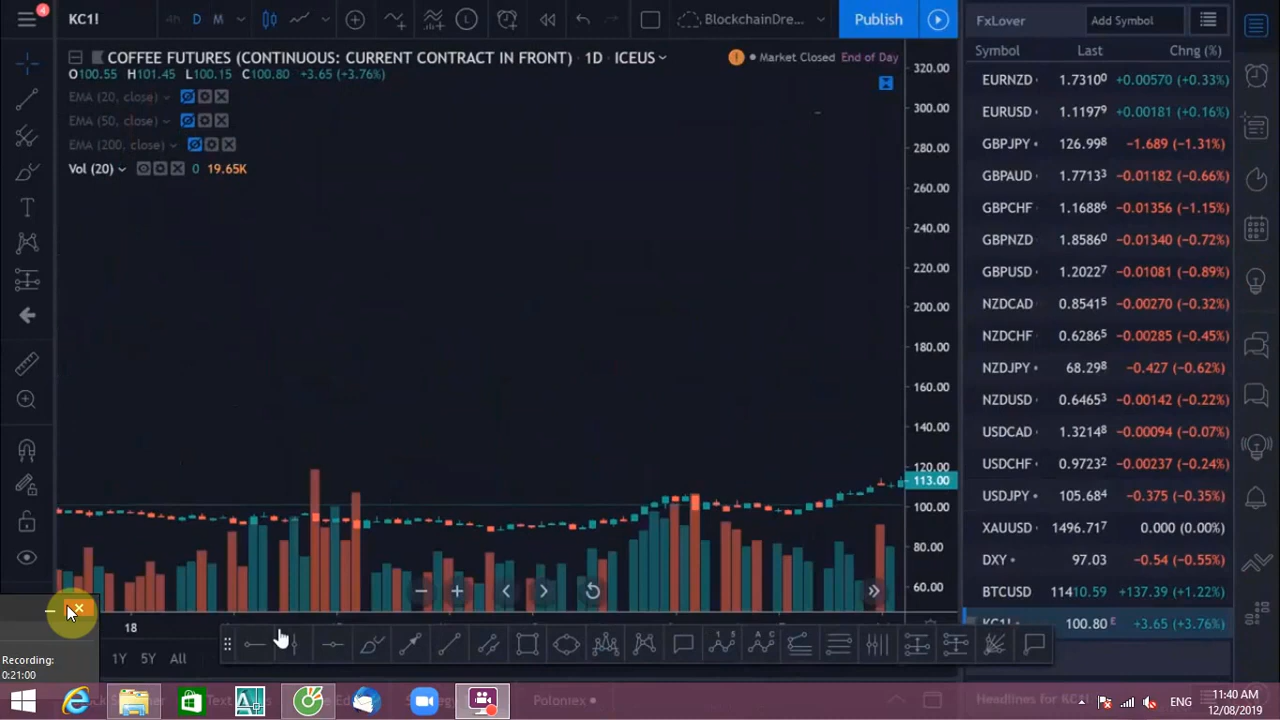 4
KC1!
4h D M
BlockchainDre...
Publish
COFFEE FUTURES (CONTINUOUS: CURRENT CONTRACT IN FRONT) 1D ICEUS
Market Closed End of Day
O100.55 H101.45 L100.15 C100.80 +3.65 (+3.76%)
EMA (20, close)
EMA (50, close)
EMA (200, close)
Vol (20) 0 19.65K
320.00
300.00
280.00
260.00
240.00
220.00
200.00
180.00
160.00
140.00
120.00
113.00
100.00
80.00
60.00
FxLover Add Symbol
Symbol Last Chng (%)
EURNZD 1.73100 +0.00570 (+0.33%)
EURUSD 1.11979 +0.00181 (+0.16%)
GBPJPY 126.998 −1.689 (−1.31%)
GBPAUD 1.77133 −0.01182 (−0.66%)
GBPCHF 1.16886 −0.01356 (−1.15%)
GBPNZD 1.85860 −0.01340 (−0.72%)
GBPUSD 1.20227 −0.01081 (−0.89%)
NZDCAD 0.85415 −0.00270 (−0.32%)
NZDCHF 0.62865 −0.00285 (−0.45%)
NZDJPY 68.298 −0.427 (−0.62%)
NZDUSD 0.64653 −0.00142 (−0.22%)
USDCAD 1.32148 −0.00094 (−0.07%)
USDCHF 0.97232 −0.00237 (−0.24%)
USDJPY 105.684 −0.375 (−0.35%)
XAUUSD 1496.717 0.000 (0.00%)
DXY 97.03 −0.54 (−0.55%)
BTCUSD 11410.59 +137.39 (+1.22%)
KC1! 100.80 E +3.65 (+3.76%)
18
1Y 5Y All
Recording:
0:21:00
Poloniex
Headlines for KC1!
ENG
11:40 AM
12/08/2019